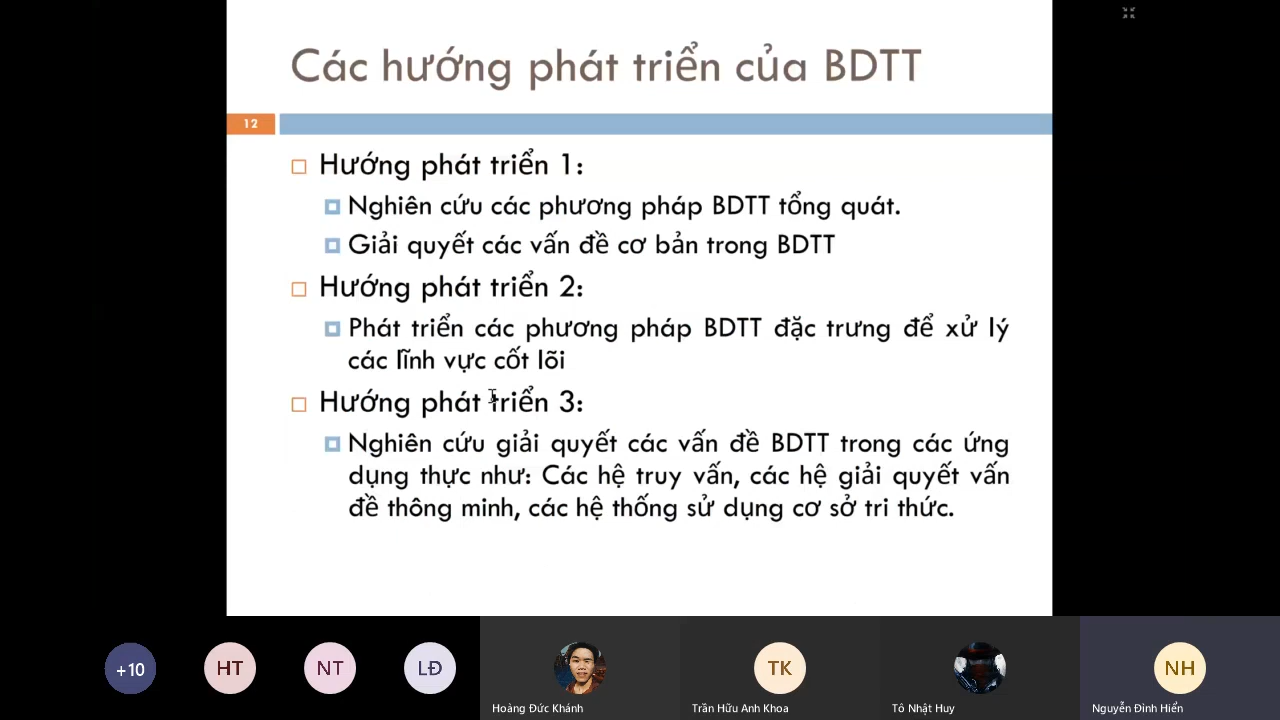 Các hướng phát triển của BDTT
12
Hướng phát triển 1:
Nghiên cứu các phương pháp BDTT tổng quát.
Giải quyết các vấn đề cơ bản trong BDTT
Hướng phát triển 2:
Phát triển các phương pháp BDTT đặc trưng để xử lý
các lĩnh vực cốt lõi
Hướng phát triển 3:
Nghiên cứu giải quyết các vấn đề BDTT trong các ứng
dụng thực như: Các hệ truy vấn, các hệ giải quyết vấn
đề thông minh, các hệ thống sử dụng cơ sở tri thức.
+10
HT
NT
LĐ
TK
NH
Hoàng Đức Khánh
Trần Hữu Anh Khoa
Tô Nhật Huy
Nguyễn Đình Hiển